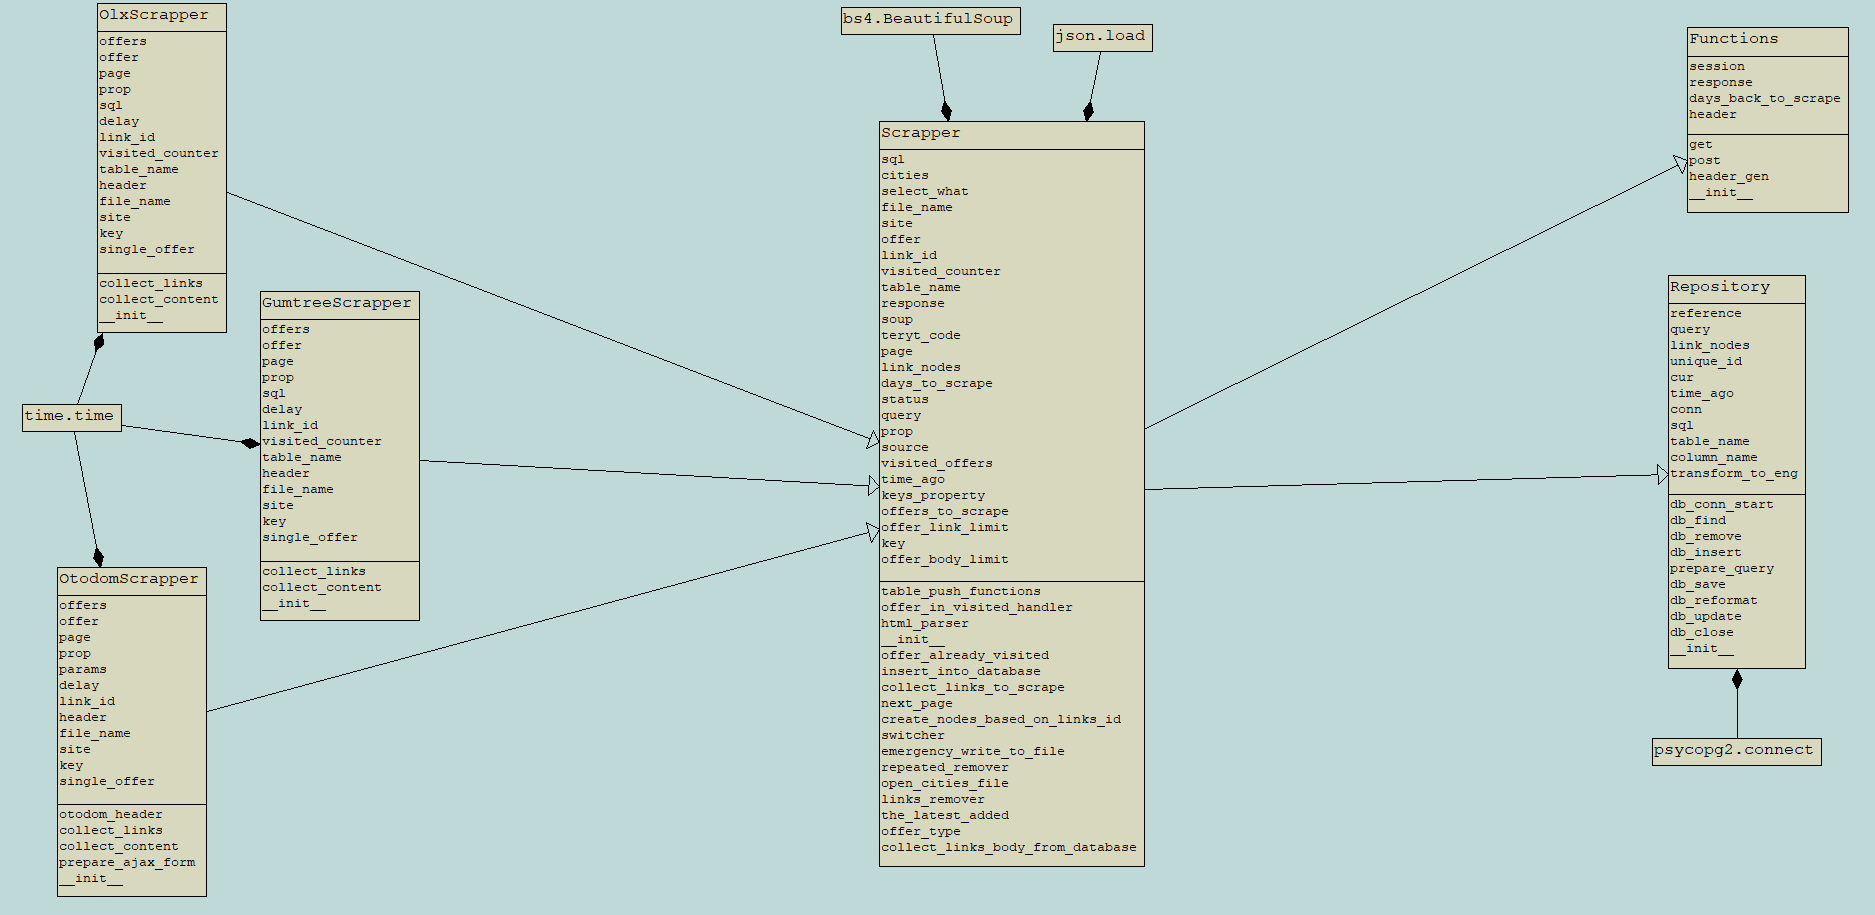 OlxScrapper
offers
offer
page
prop
sql
delay
link_id
visited_counter
table_name
header
file_name
site
key
single_offer
collect_links
collect_content
__init__
GumtreeScrapper
offers
offer
page
prop
sql
delay
link_id
visited_counter
table_name
header
file_name
site
key
single_offer
collect_links
collect_content
__init__
time.time
OtodomScrapper
offers
offer
page
prop
params
delay
link_id
header
file_name
site
key
single_offer
otodom_header
collect_links
collect_content
prepare_ajax_form
__init__
bs4.BeautifulSoup
json.load
Scrapper
sql
cities
select_what
file_name
site
offer
link_id
visited_counter
table_name
response
soup
teryt_code
page
link_nodes
days_to_scrape
status
query
prop
source
visited_offers
time_ago
keys_property
offers_to_scrape
offer_link_limit
key
offer_body_limit
table_push_functions
offer_in_visited_handler
html_parser
__init__
offer_already_visited
insert_into_database
collect_links_to_scrape
next_page
create_nodes_based_on_links_id
switcher
emergency_write_to_file
repeated_remover
open_cities_file
links_remover
the_latest_added
offer_type
collect_links_body_from_database
Functions
session
response
days_back_to_scrape
header
get
post
header_gen
__init__
Repository
reference
query
link_nodes
unique_id
cur
time_ago
conn
sql
table_name
column_name
transform_to_eng
db_conn_start
db_find
db_remove
db_insert
prepare_query
db_save
db_reformat
db_update
db_close
__init__
psycopg2.connect